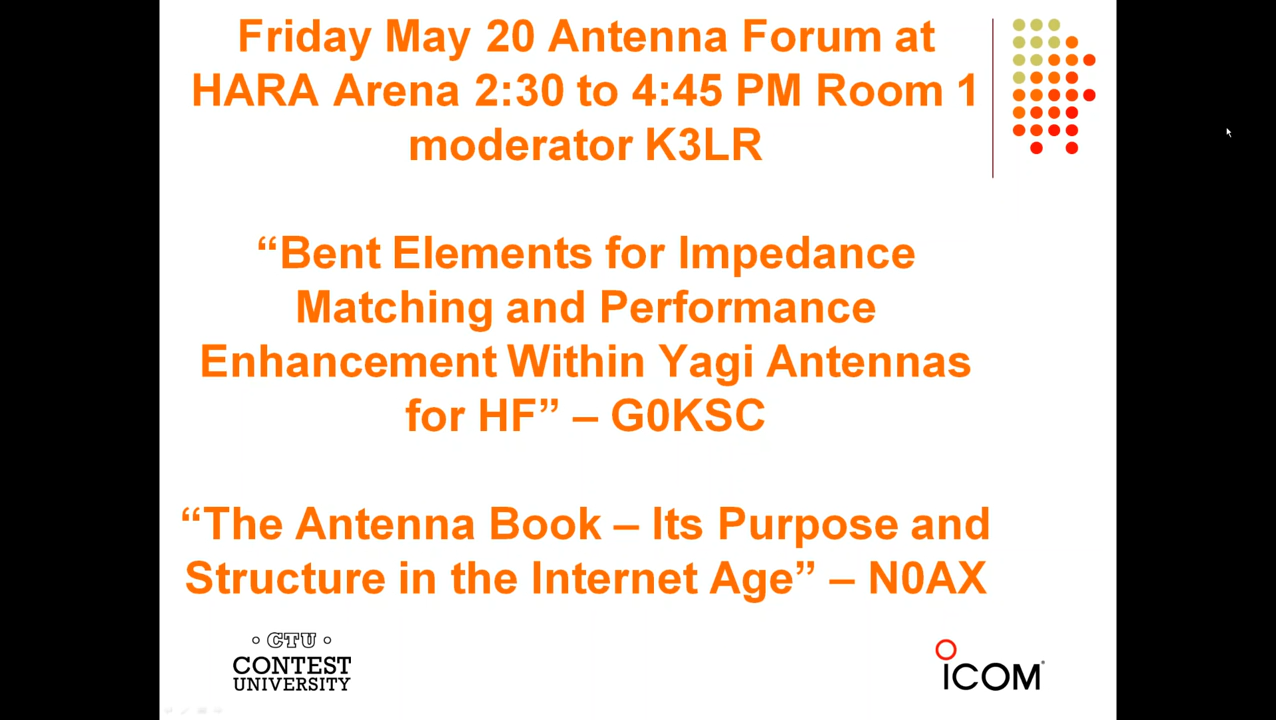 Friday May 20 Antenna Forum at
HARA Arena 2:30 to 4:45 PM Room 1
moderator K3LR
“Bent Elements for Impedance
Matching and Performance
Enhancement Within Yagi Antennas
for HF” – G0KSC
“The Antenna Book – Its Purpose and
Structure in the Internet Age” – N0AX
· CTU ·
CONTEST
UNIVERSITY
ICOM®